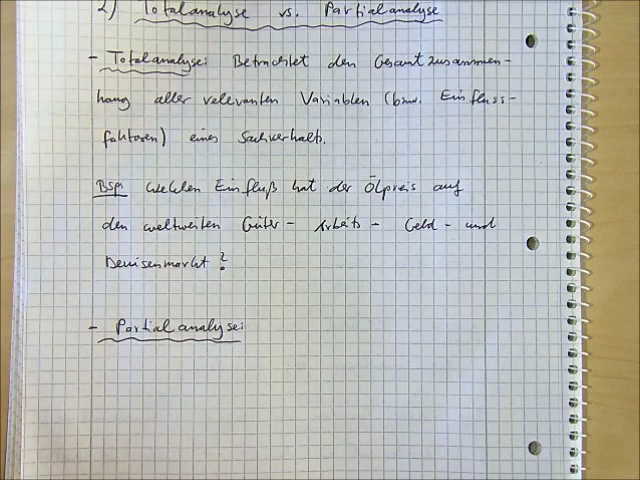 2) Totalanalyse vs. Partialanalyse
- Totalanalyse: Betrachtet den Gesamtzusammen-
hang aller relevanten Variablen (bzw. Einfluss-
faktoren) eines Sachverhalts.
Bsp: Welchen Einfluß hat der Ölpreis auf
den weltweiten Güter- Arbeits- Geld- und
Devisenmarkt?
- Partialanalyse: